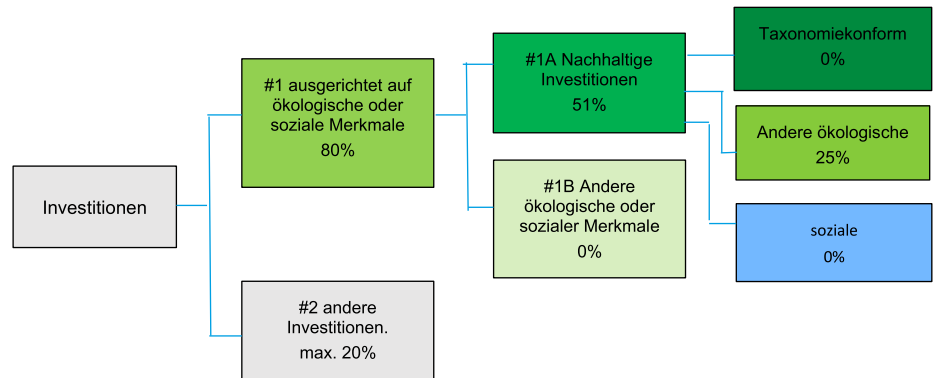 Investitionen
#1 ausgerichtet auf
ökologische oder
soziale Merkmale
80%
#2 andere
Investitionen.
max. 20%
#1A Nachhaltige
Investitionen
51%
#1B Andere
ökologische oder
sozialer Merkmale
0%
Taxonomiekonform
0%
Andere ökologische
25%
soziale
0%